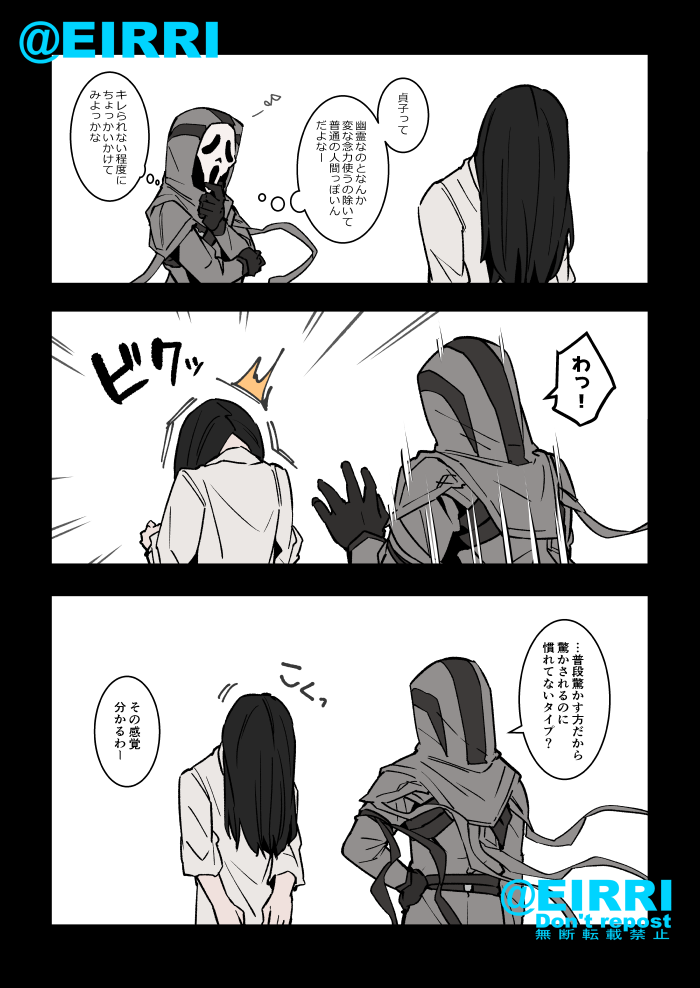 @EIRRI
貞子って
幽霊なのとなんか
変な念力使うの除いて
普通の人間っぽいん
だよなー
キレられない程度に
ちょっかいかけて
みよっかな
わっ！
ビクッ
…普段驚かす方だから
驚かされるのに
慣れてないタイプ？
こくっ
その感覚
分かるわー
@EIRRI
Don't repost
無断転載禁止